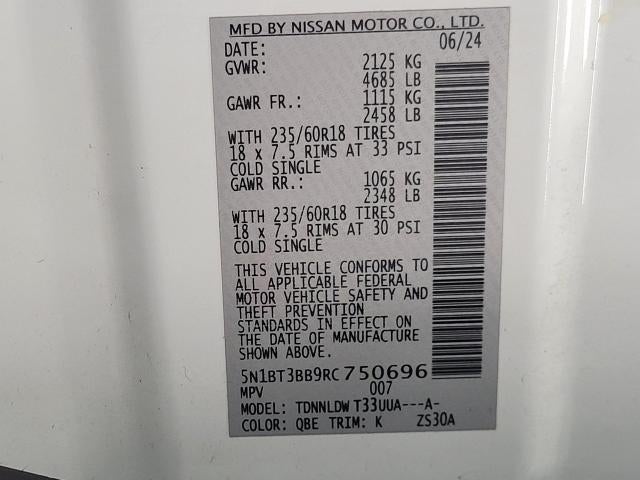 MFD BY NISSAN MOTOR CO., LTD.
DATE: 06/24
GVWR: 2125 KG
4685 LB
GAWR FR.: 1115 KG
2458 LB
WITH 235/60R18 TIRES
18 x 7.5 RIMS AT 33 PSI
COLD SINGLE
GAWR RR.: 1065 KG
2348 LB
WITH 235/60R18 TIRES
18 x 7.5 RIMS AT 30 PSI
COLD SINGLE
THIS VEHICLE CONFORMS TO
ALL APPLICABLE FEDERAL
MOTOR VEHICLE SAFETY AND
THEFT PREVENTION
STANDARDS IN EFFECT ON
THE DATE OF MANUFACTURE
SHOWN ABOVE.
5N1BT3BB9RC750696
MPV 007
MODEL: TDNNLDW T33UUA---A-
COLOR: QBE TRIM: K ZS30A